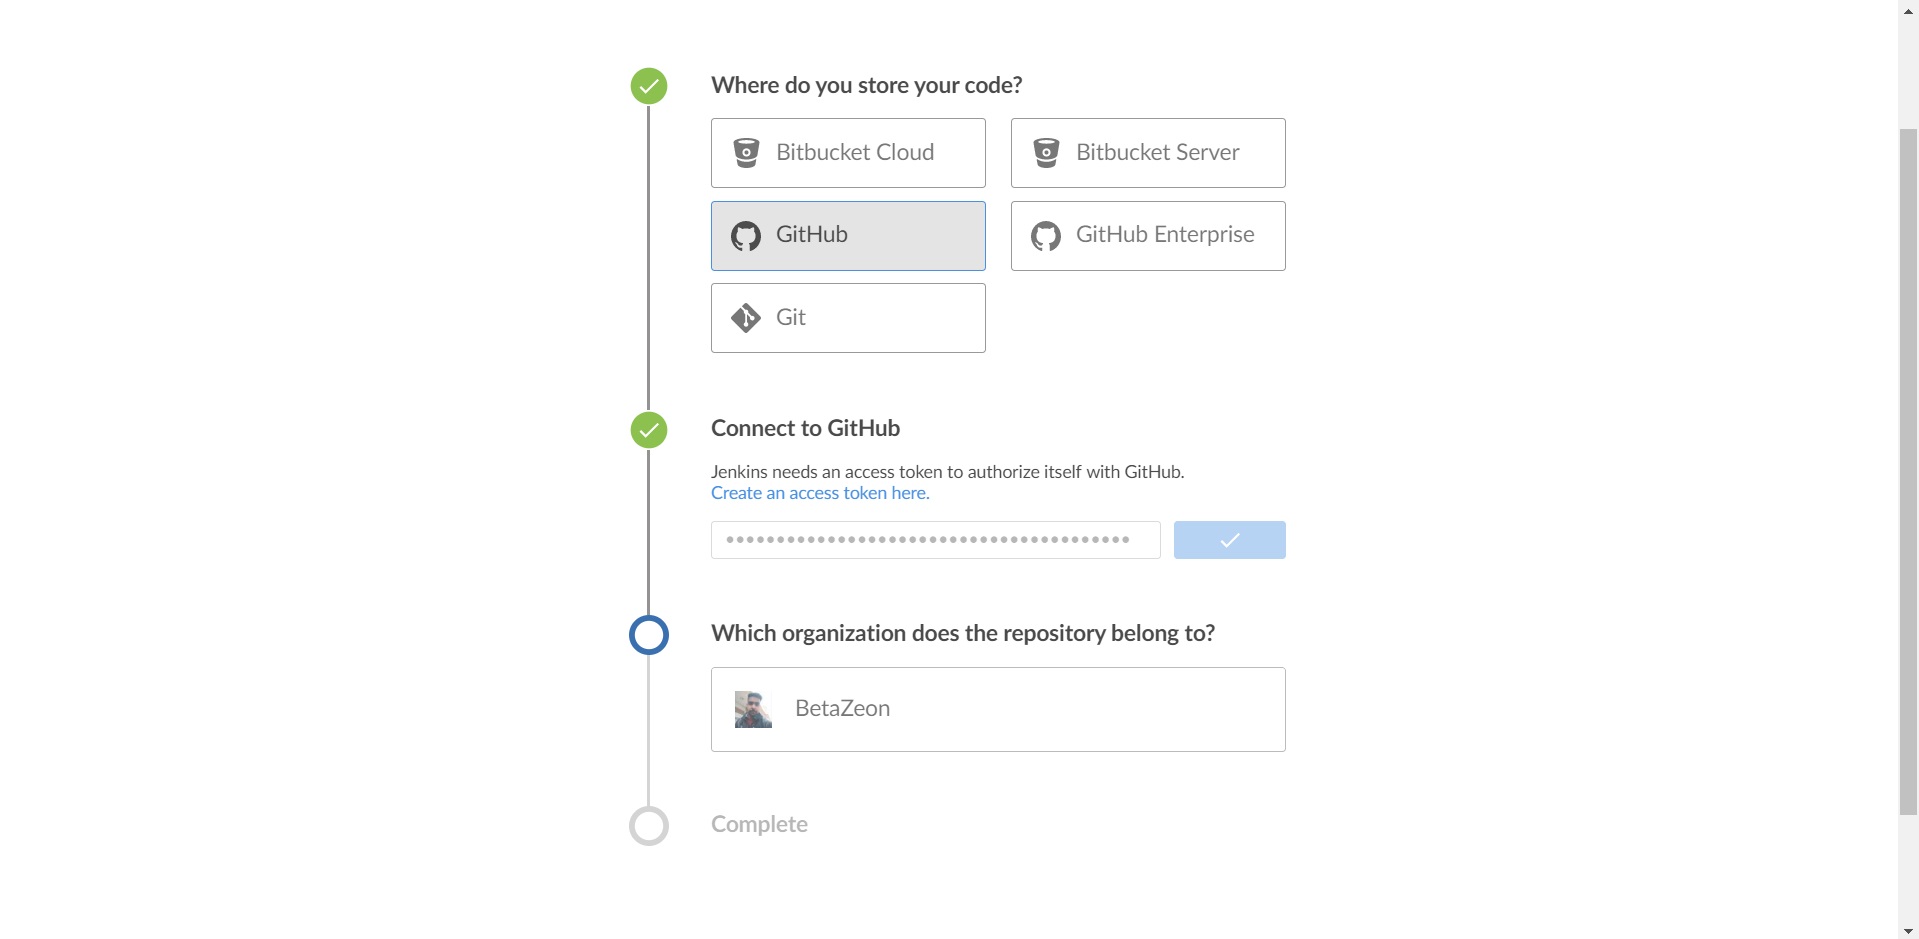 Where do you store your code?
Bitbucket Cloud
Bitbucket Server
GitHub
GitHub Enterprise
Git
Connect to GitHub
Jenkins needs an access token to authorize itself with GitHub.
Create an access token here.
Which organization does the repository belong to?
BetaZeon
Complete